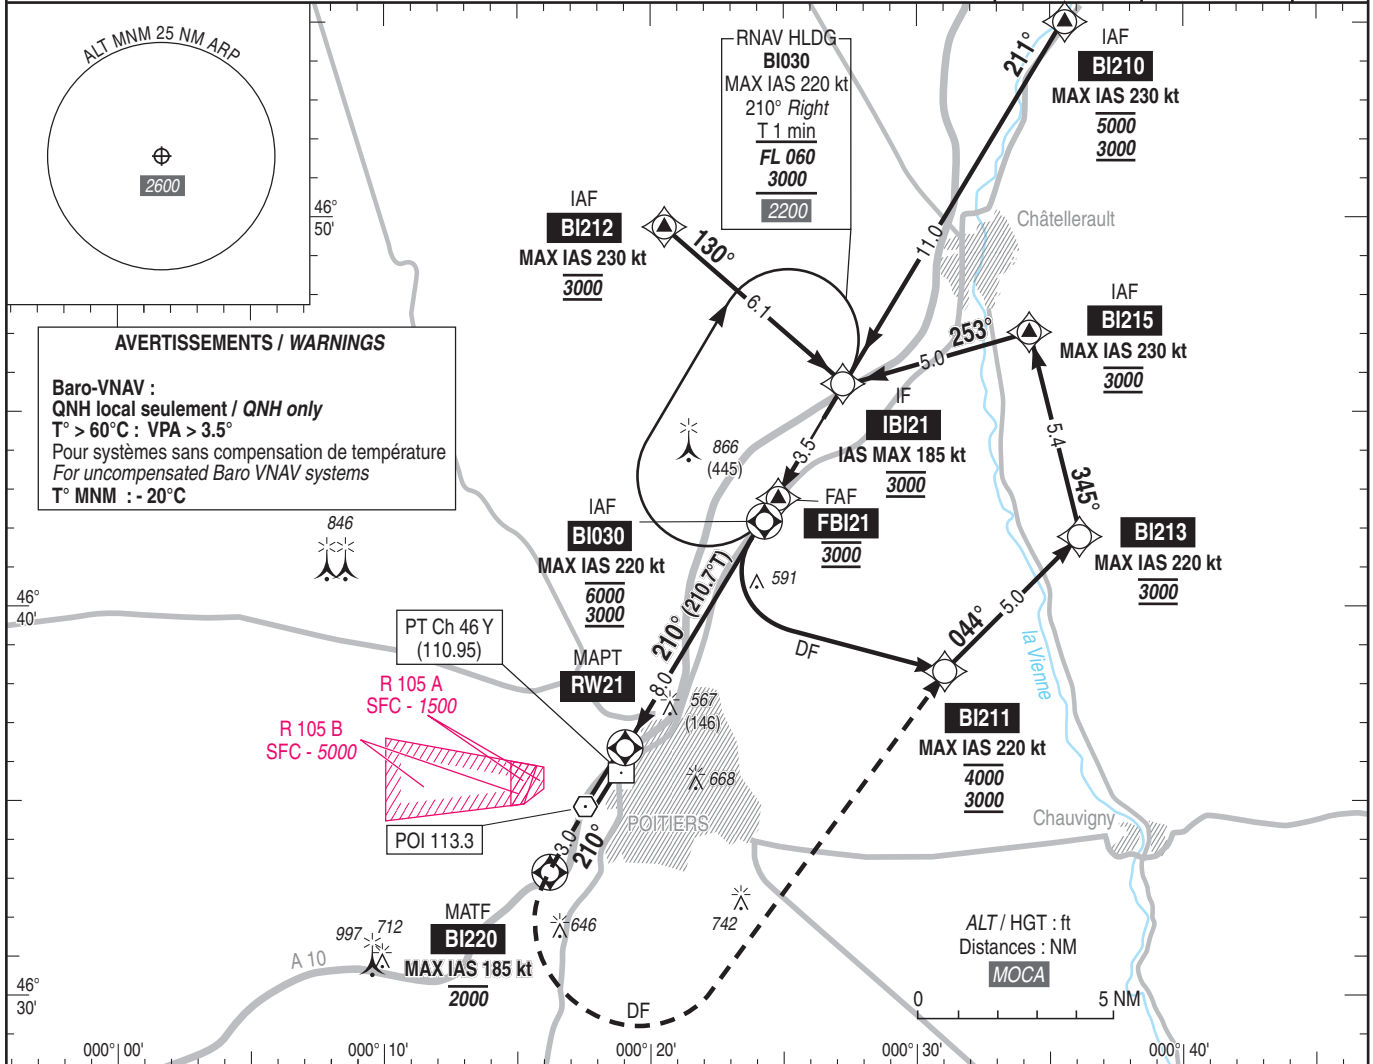 ALT MNM 25 NM ARP
2600
46°
50'
AVERTISSEMENTS / WARNINGS
Baro-VNAV :
QNH local seulement / QNH only
T° > 60°C : VPA > 3.5°
Pour systèmes sans compensation de température
For uncompensated Baro VNAV systems
T° MNM : - 20°C
RNAV HLDG
BI030
MAX IAS 220 kt
210° Right
T 1 min
FL 060
3000
2200
211°
IAF
BI210
MAX IAS 230 kt
5000
3000
11.0
Châtellerault
IAF
BI212
MAX IAS 230 kt
3000
130°
6.1
IAF
BI215
MAX IAS 230 kt
3000
253°
5.0
IF
IBI21
IAS MAX 185 kt
3000
3.5
866
(445)
5.4
345°
FAF
FBI21
3000
IAF
BI030
MAX IAS 220 kt
6000
3000
BI213
MAX IAS 220 kt
3000
846
591
46°
40'
210° (210.7°T)
8.0
DF
044°
5.0
la Vienne
PT Ch 46 Y
(110.95)
MAPT
RW21
R 105 A
SFC - 1500
R 105 B
SFC - 5000
567
(146)
668
BI211
MAX IAS 220 kt
4000
3000
POITIERS
POI 113.3
3.0
210°
Chauvigny
MATF
BI220
MAX IAS 185 kt
2000
997
712
646
742
A 10
DF
ALT / HGT : ft
Distances : NM
MOCA
0
5 NM
46°
30'
000° 00'
000° 10'
000° 20'
000° 30'
000° 40'